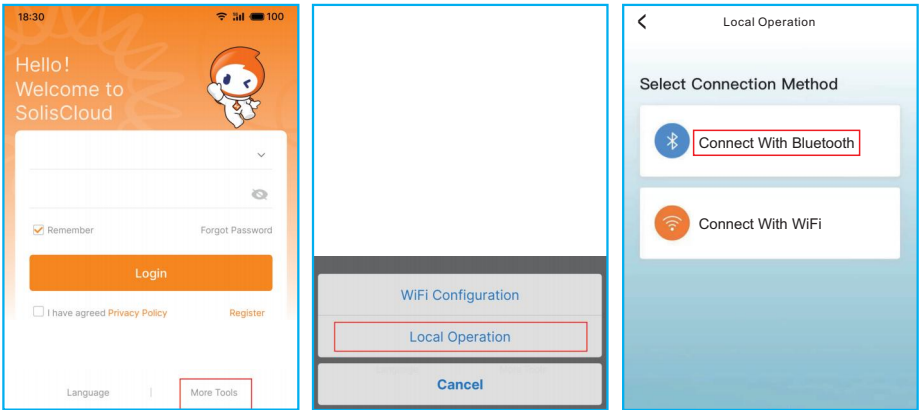 18:30
100
Hello!
Welcome to
SolisCloud
Remember
Forgot Password
Login
I have agreed Privacy Policy
Register
Language
More Tools
WiFi Configuration
Local Operation
Cancel
Local Operation
Select Connection Method
Connect With Bluetooth
Connect With WiFi